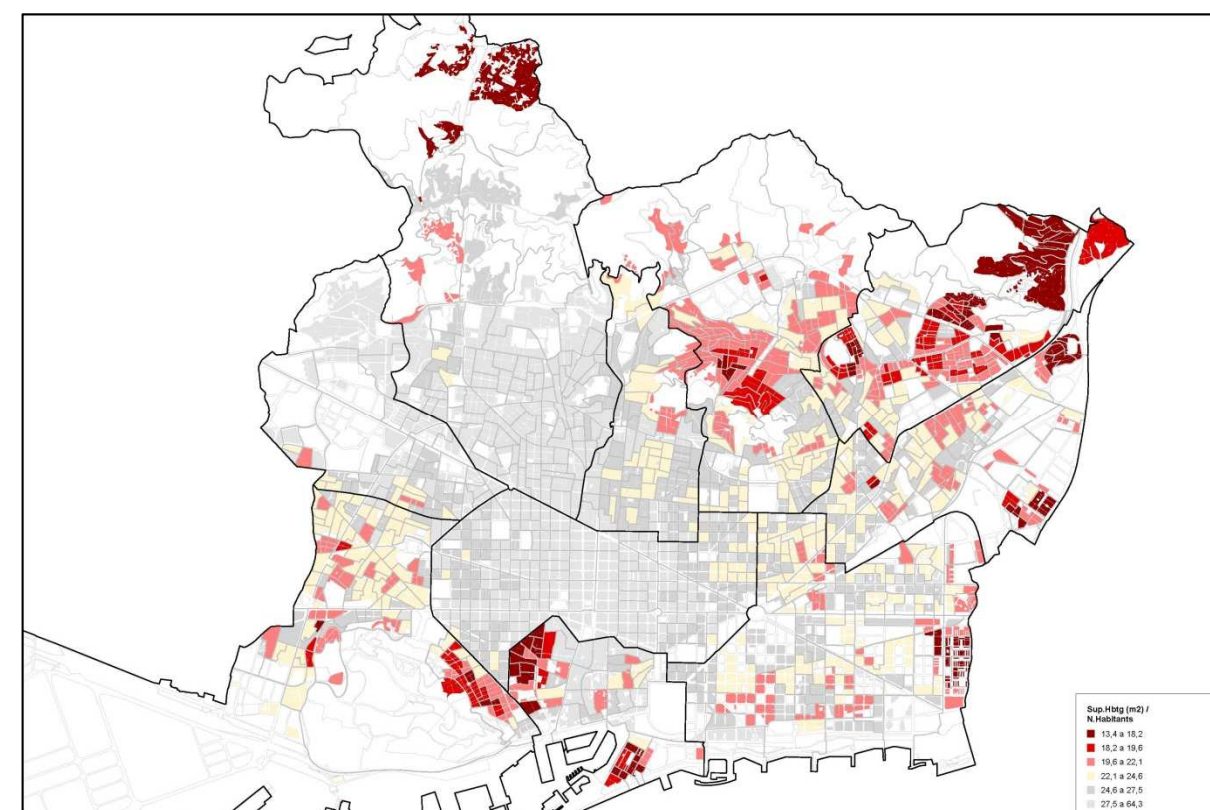 Sup.Hbtg (m2) /
N.Habitants
13,4 a 18,2
18,2 a 19,6
19,6 a 22,1
22,1 a 24,6
24,6 a 27,5
27,5 a 64,3